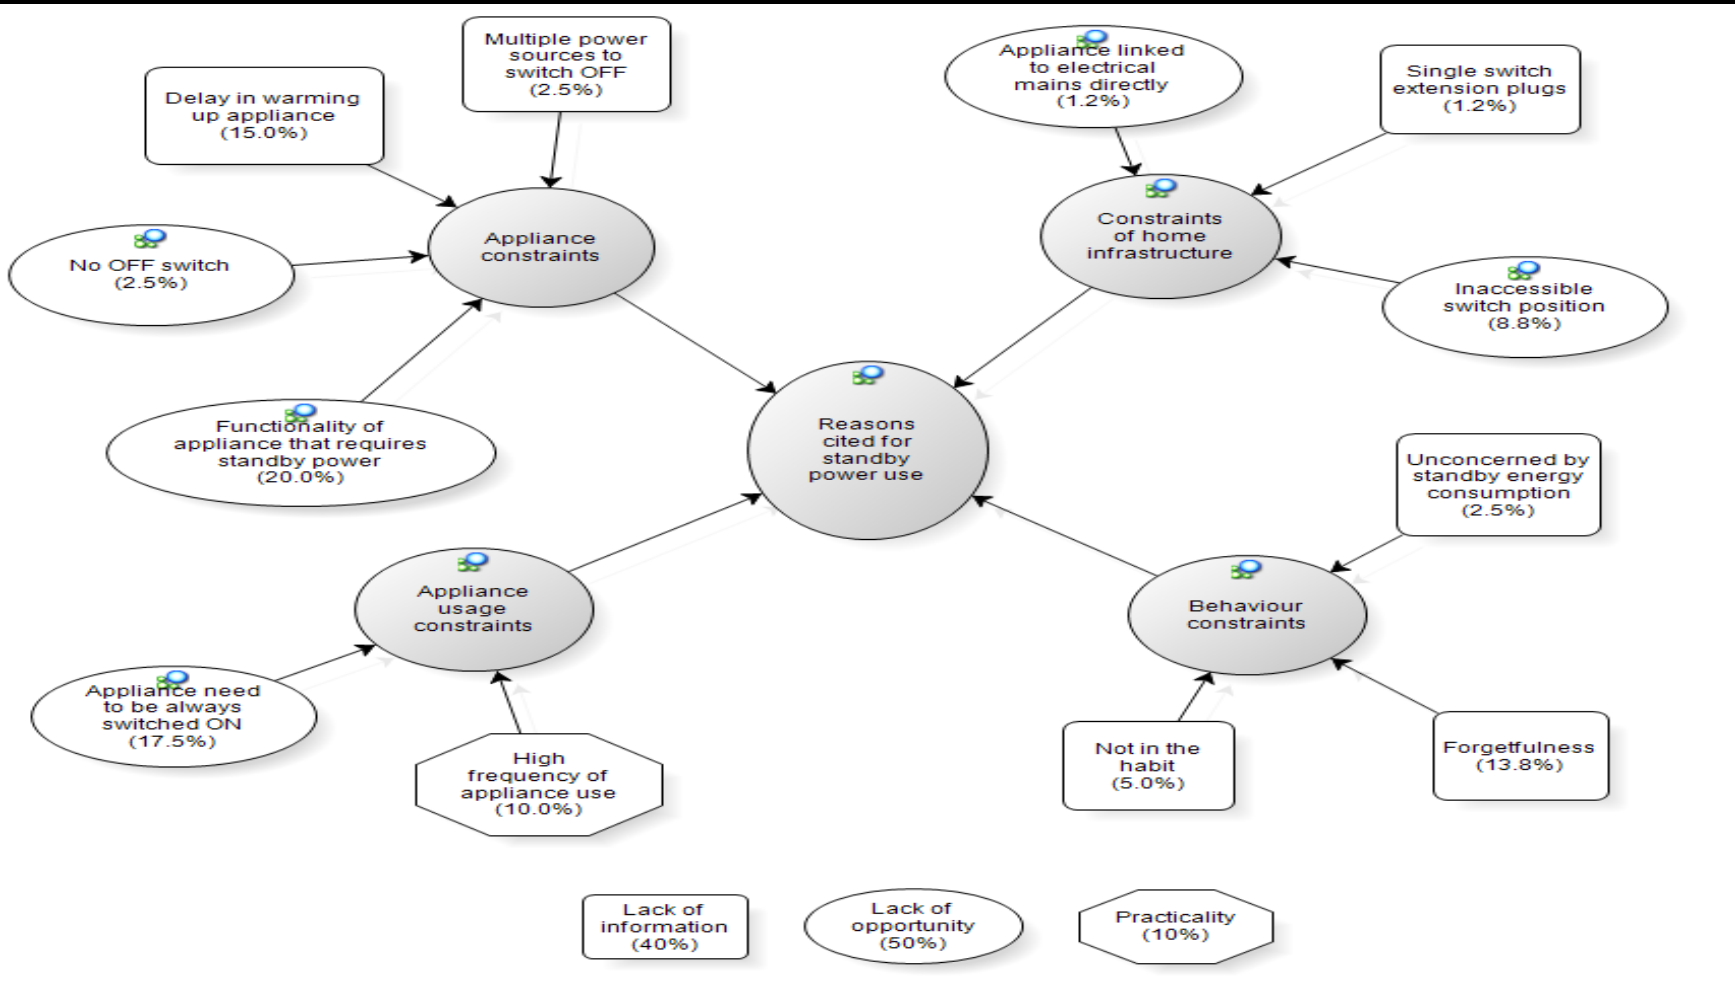 Multiple power
sources to
switch OFF
(2.5%)
Delay in warming
up appliance
(15.0%)
No OFF switch
(2.5%)
Functionality of
appliance that requires
standby power
(20.0%)
Appliance
constraints
Appliance linked
to electrical
mains directly
(1.2%)
Single switch
extension plugs
(1.2%)
Constraints
of home
infrastructure
Inaccessible
switch position
(8.8%)
Reasons
cited for
standby
power use
Appliance
usage
constraints
Appliance need
to be always
switched ON
(17.5%)
High
frequency of
appliance use
(10.0%)
Unconcerned by
standby energy
consumption
(2.5%)
Behaviour
constraints
Not in the
habit
(5.0%)
Forgetfulness
(13.8%)
Lack of
information
(40%)
Lack of
opportunity
(50%)
Practicality
(10%)